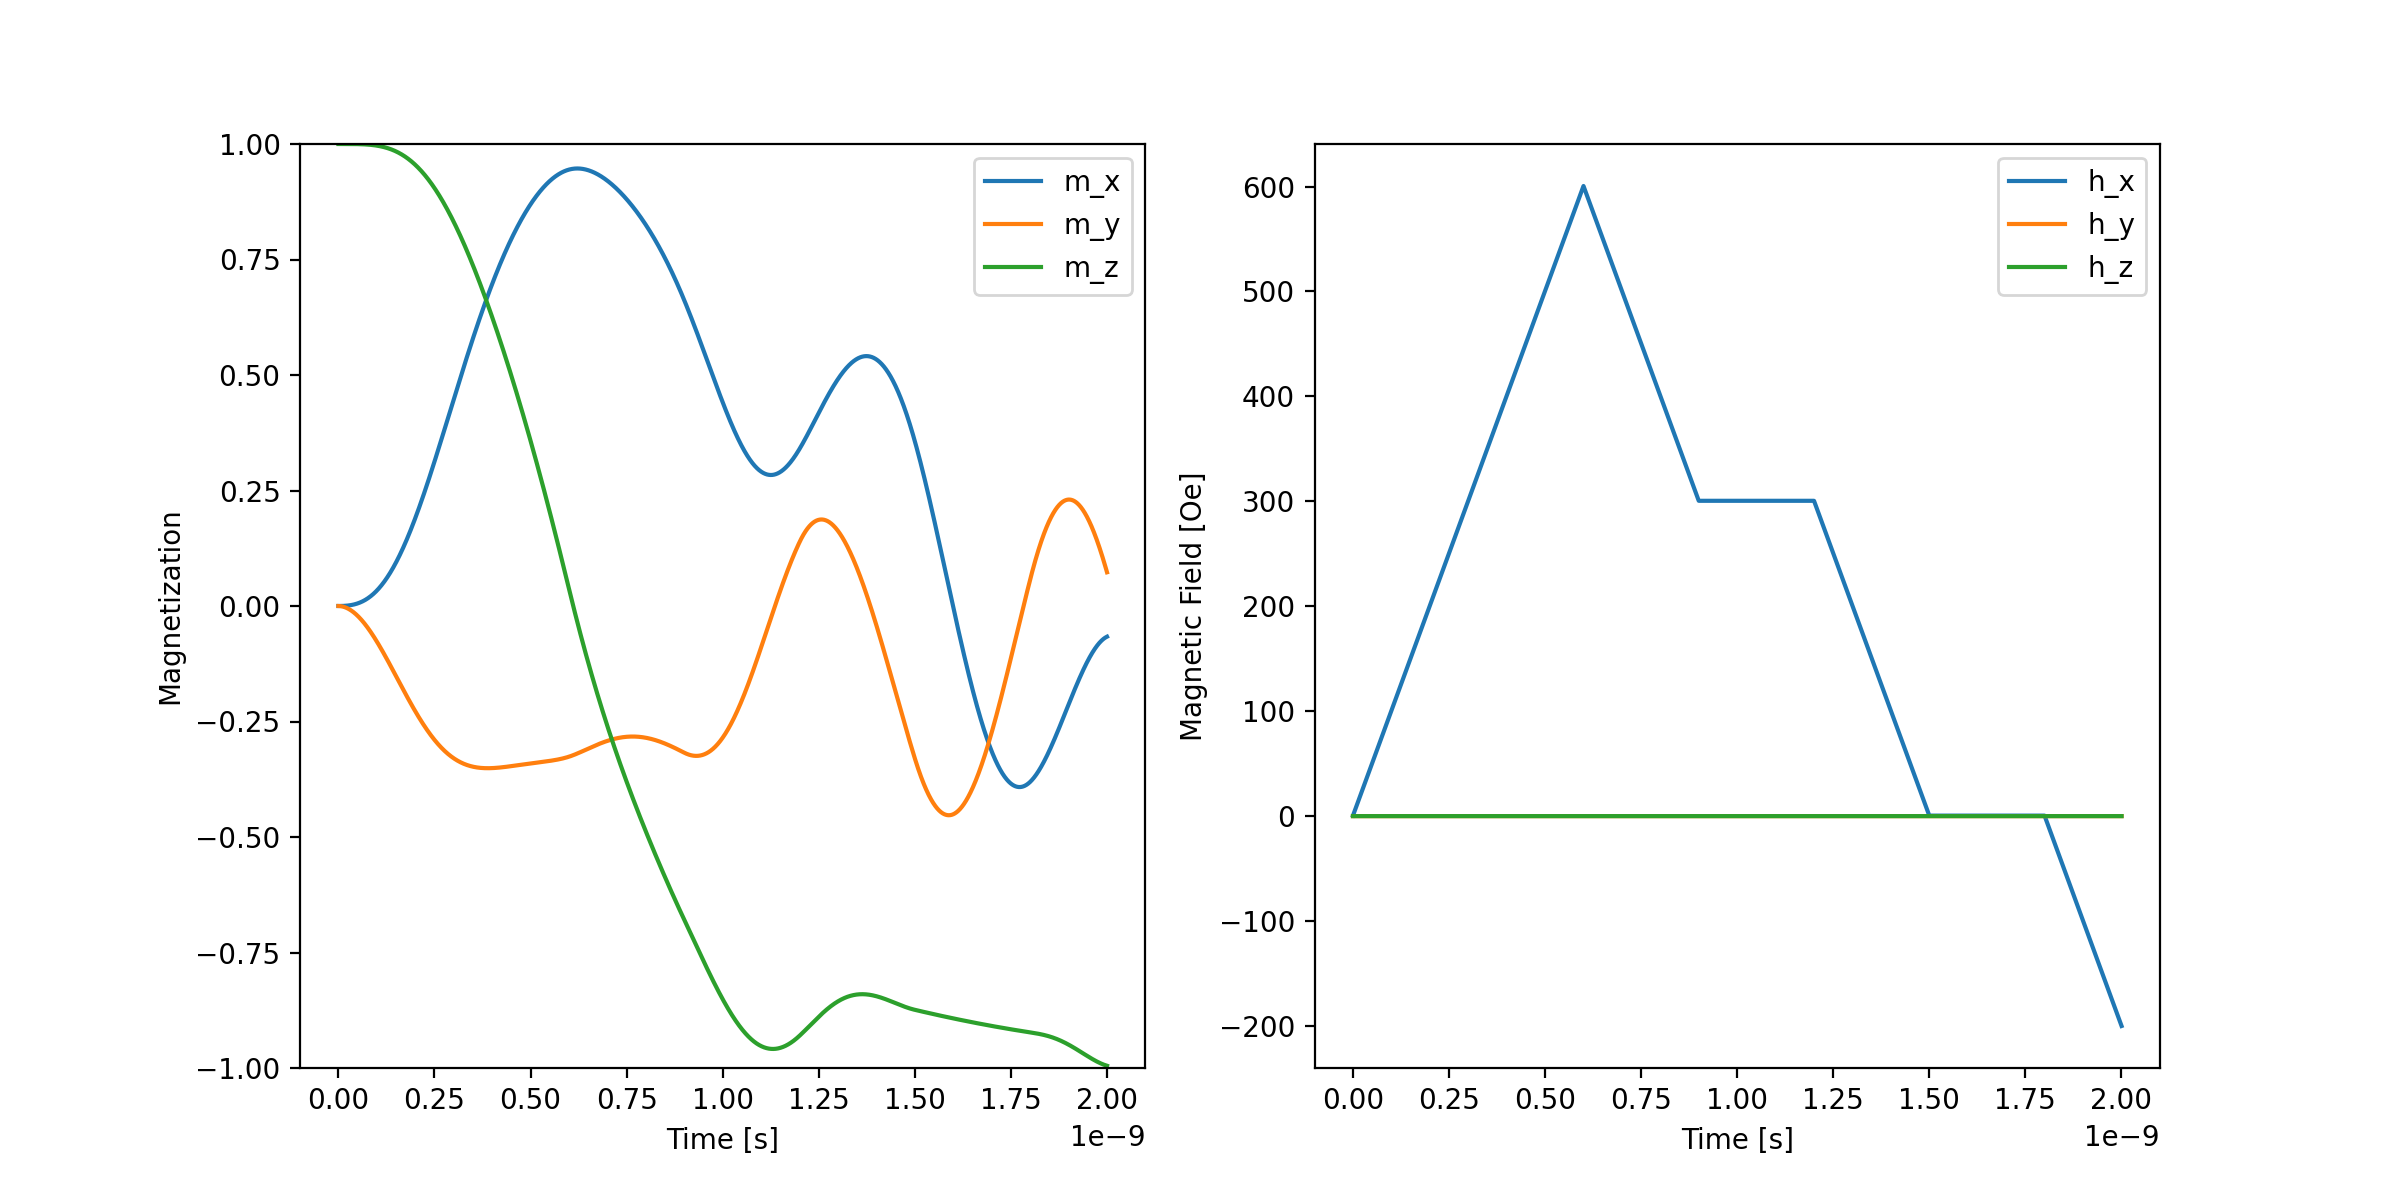 1.00
0.75
0.50
0.25
0.00
−0.25
−0.50
−0.75
−1.00
Magnetization
0.00 0.25 0.50 0.75 1.00 1.25 1.50 1.75 2.00
Time [s]
1e−9
m_x
m_y
m_z
600
500
400
300
200
100
0
−100
−200
Magnetic Field [Oe]
0.00 0.25 0.50 0.75 1.00 1.25 1.50 1.75 2.00
Time [s]
1e−9
h_x
h_y
h_z